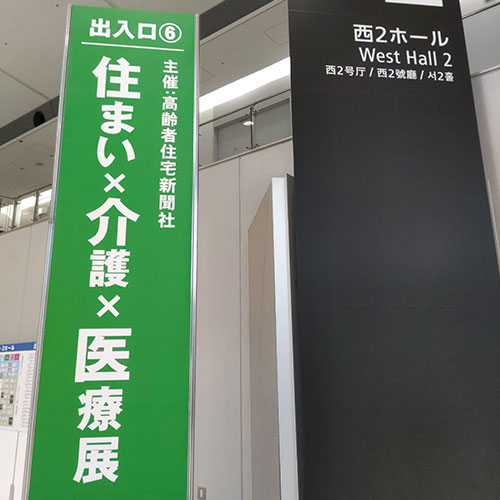 出入口⑥
主催:高齢者住宅新聞社
住まい×介護×医療展
西2ホール
West Hall 2
西2号厅 / 西2號廳 / 서2홀